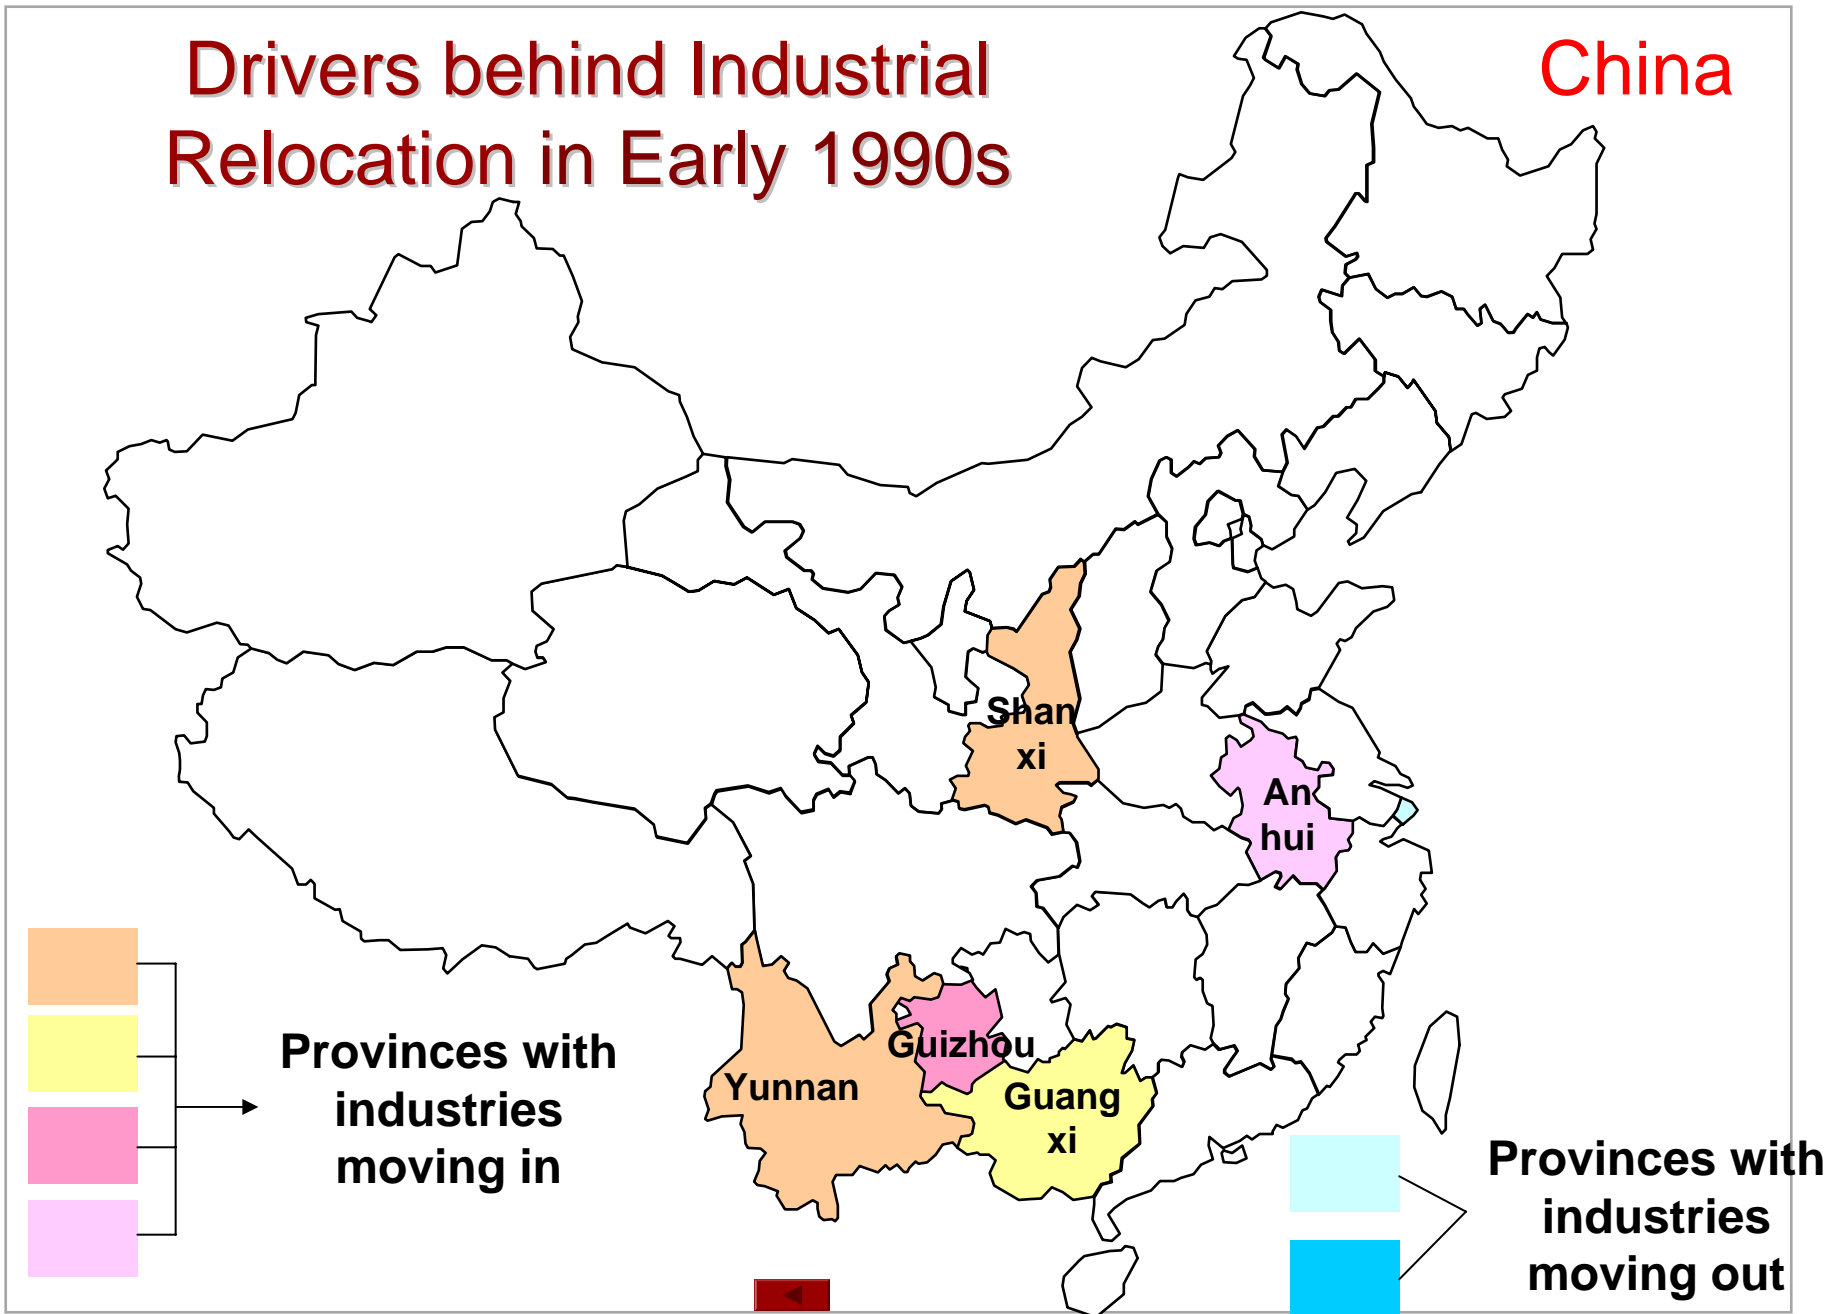 Drivers behind Industrial
Relocation in Early 1990s
China
Shan
xi
An
hui
Guizhou
Yunnan
Guang
xi
Provinces with
industries
moving in
Provinces with
industries
moving out